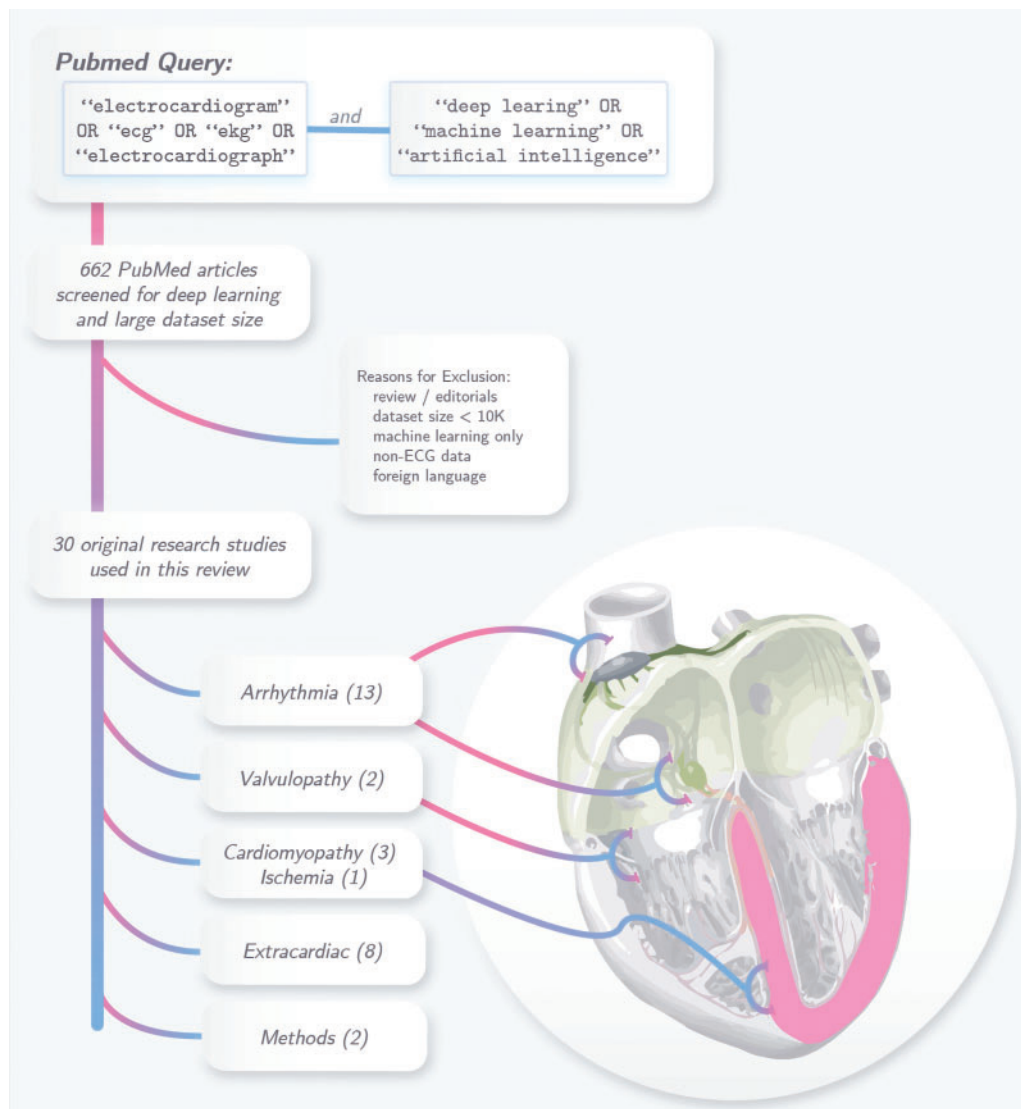 Pubmed Query:
“electrocardiogram”
OR “ecg” OR “ekg” OR
“electrocardiograph”
and
“deep learing” OR
“machine learning” OR
“artificial intelligence”
662 PubMed articles
screened for deep learning
and large dataset size
Reasons for Exclusion:
review / editorials
dataset size < 10K
machine learning only
non-ECG data
foreign language
30 original research studies
used in this review
Arrhythmia (13)
Valvulopathy (2)
Cardiomyopathy (3)
Ischemia (1)
Extracardiac (8)
Methods (2)